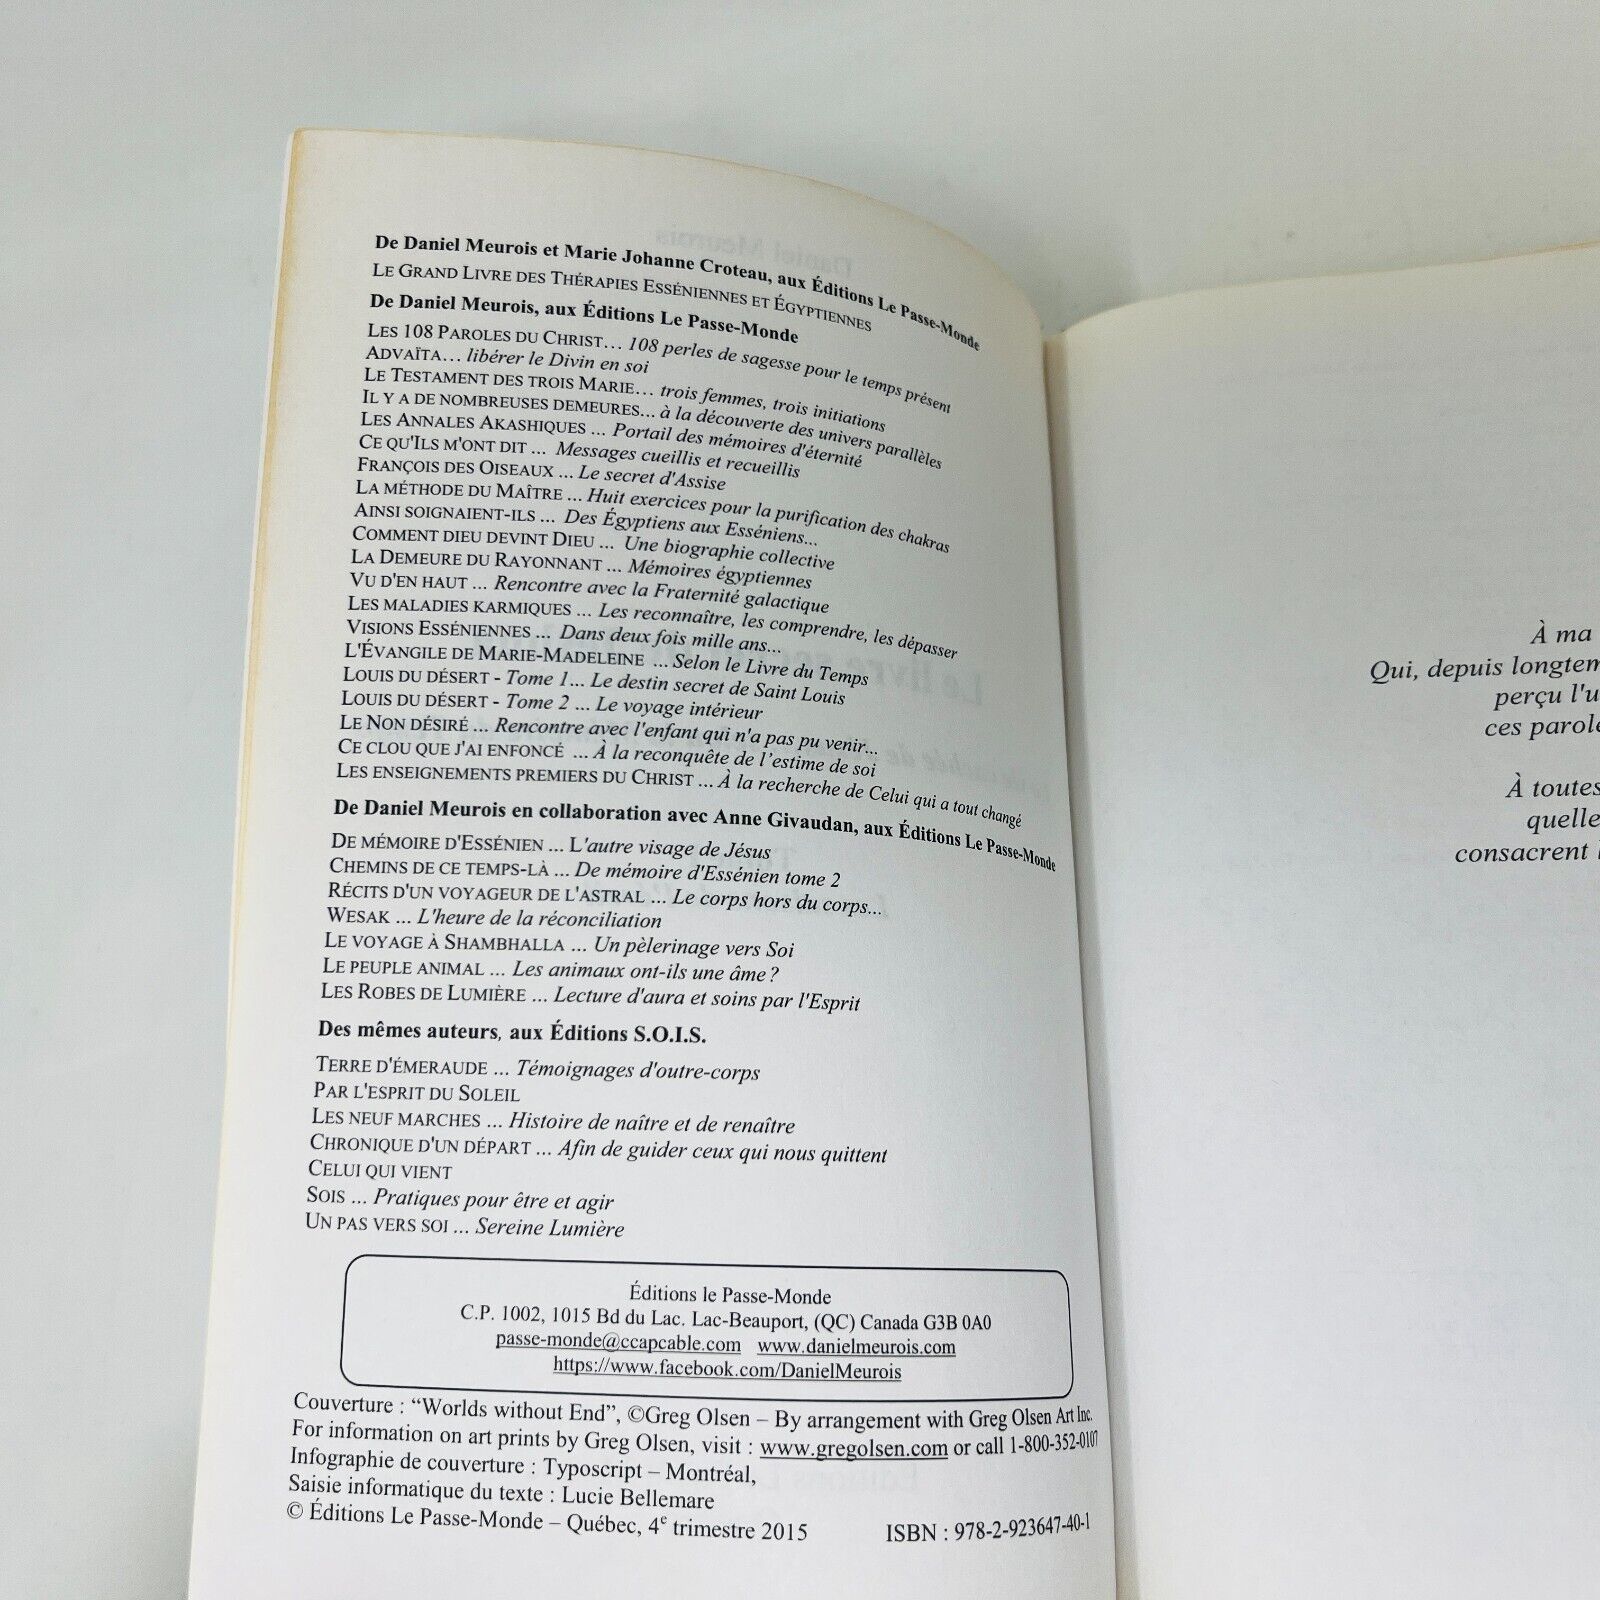 De Daniel Meurois et Marie Johanne Croteau, aux Éditions Le Passe-Monde
Le Grand Livre des Thérapies Esséniennes et Égyptiennes
De Daniel Meurois, aux Éditions Le Passe-Monde
Les 108 Paroles du Christ… 108 perles de sagesse pour le temps présent
Advaïta… libérer le Divin en soi
Le Testament des trois Marie… trois femmes, trois initiations
Il y a de nombreuses demeures... à la découverte des univers parallèles
Les Annales Akashiques ... Portail des mémoires d'éternité
Ce qu'Ils m'ont dit ... Messages cueillis et recueillis
François des Oiseaux ... Le secret d'Assise
La méthode du Maître ... Huit exercices pour la purification des chakras
Ainsi soignaient-ils ... Des Égyptiens aux Esséniens...
Comment Dieu devint Dieu ... Une biographie collective
La Demeure du Rayonnant ... Mémoires égyptiennes
Vu d'en haut ... Rencontre avec la Fraternité galactique
Les maladies karmiques ... Les reconnaître, les comprendre, les dépasser
Visions Esséniennes ... Dans deux fois mille ans...
L'Évangile de Marie-Madeleine ... Selon le Livre du Temps
Louis du désert - Tome 1... Le destin secret de Saint Louis
Louis du désert - Tome 2 ... Le voyage intérieur
Le Non désiré ... Rencontre avec l'enfant qui n'a pas pu venir...
Ce clou que j'ai enfoncé ... À la reconquête de l'estime de soi
Les enseignements premiers du Christ ... À la recherche de Celui qui a tout changé
De Daniel Meurois en collaboration avec Anne Givaudan, aux Éditions Le Passe-Monde
De mémoire d'Essénien ... L'autre visage de Jésus
Chemins de ce temps-là ... De mémoire d'Essénien tome 2
Récits d'un voyageur de l'astral ... Le corps hors du corps...
Wesak ... L'heure de la réconciliation
Le voyage à Shambhalla ... Un pèlerinage vers Soi
Le peuple animal ... Les animaux ont-ils une âme ?
Les Robes de Lumière ... Lecture d'aura et soins par l'Esprit
Des mêmes auteurs, aux Éditions S.O.I.S.
Terre d'émeraude ... Témoignages d'outre-corps
Par l'esprit du Soleil
Les neuf marches ... Histoire de naître et de renaître
Chronique d'un départ ... Afin de guider ceux qui nous quittent
Celui qui vient
Sois ... Pratiques pour être et agir
Un pas vers soi ... Sereine Lumière
Éditions le Passe-Monde
C.P. 1002, 1015 Bd du Lac. Lac-Beauport, (QC) Canada G3B 0A0
passe-monde@ccapcable.com www.danielmeurois.com
https://www.facebook.com/DanielMeurois
Couverture : “Worlds without End”, ©Greg Olsen – By arrangement with Greg Olsen Art Inc.
For information on art prints by Greg Olsen, visit : www.gregolsen.com or call 1-800-352-0107
Infographie de couverture : Typoscript – Montréal,
Saisie informatique du texte : Lucie Bellemare
© Éditions Le Passe-Monde – Québec, 4e trimestre 2015 ISBN : 978-2-923647-40-1
À ma
Qui, depuis longtem
perçu l'u
ces parole
À toutes
quelle
consacrent